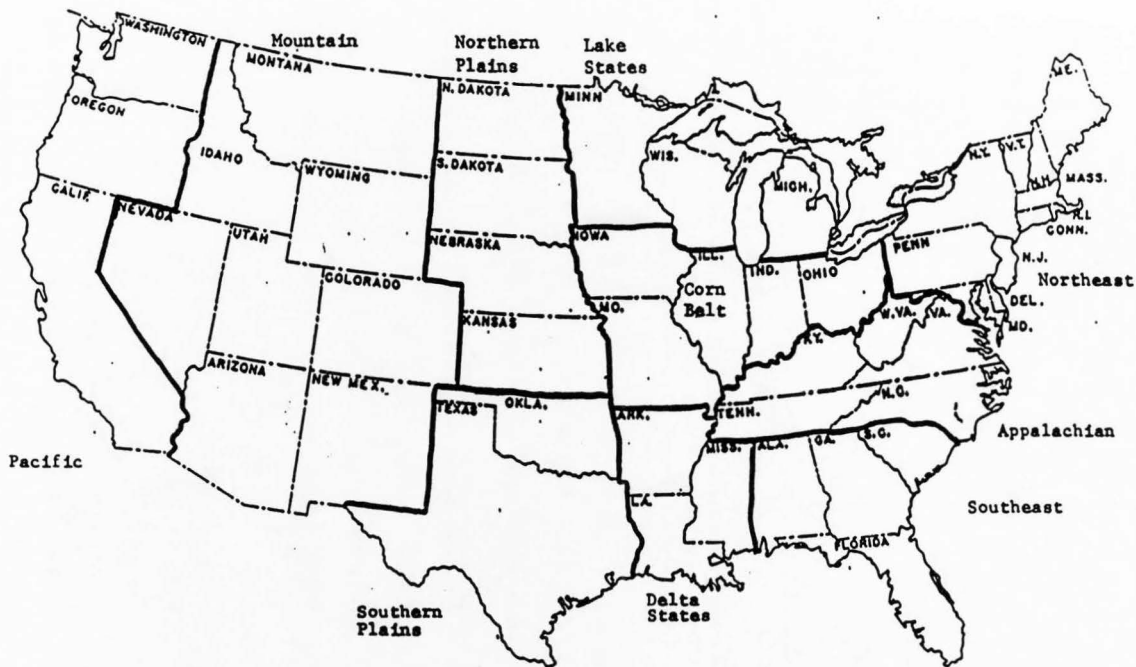 WASHINGTON
Mountain
Northern
Plains
Lake
States
MONTANA
N. DAKOTA
MINN
ME.
OREGON
IDAHO
S. DAKOTA
WIS.
MICH.
N.Y.
V.T.
N.H.
MASS.
WYOMING
CALIF.
NEVADA
UTAH
NEBRASKA
IOWA
ILL.
IND.
OHIO
PENN
R.I.
CONN.
N.J.
Northeast
COLORADO
KANSAS
MO.
Corn
Belt
W.VA.
VA.
DEL.
MD.
KY.
ARIZONA
NEW MEX.
TEXAS
OKLA.
ARK.
TENN.
N.C.
Appalachian
MISS.
ALA.
GA.
S.C.
Pacific
LA.
Southeast
FLORIDA
Southern
Plains
Delta
States